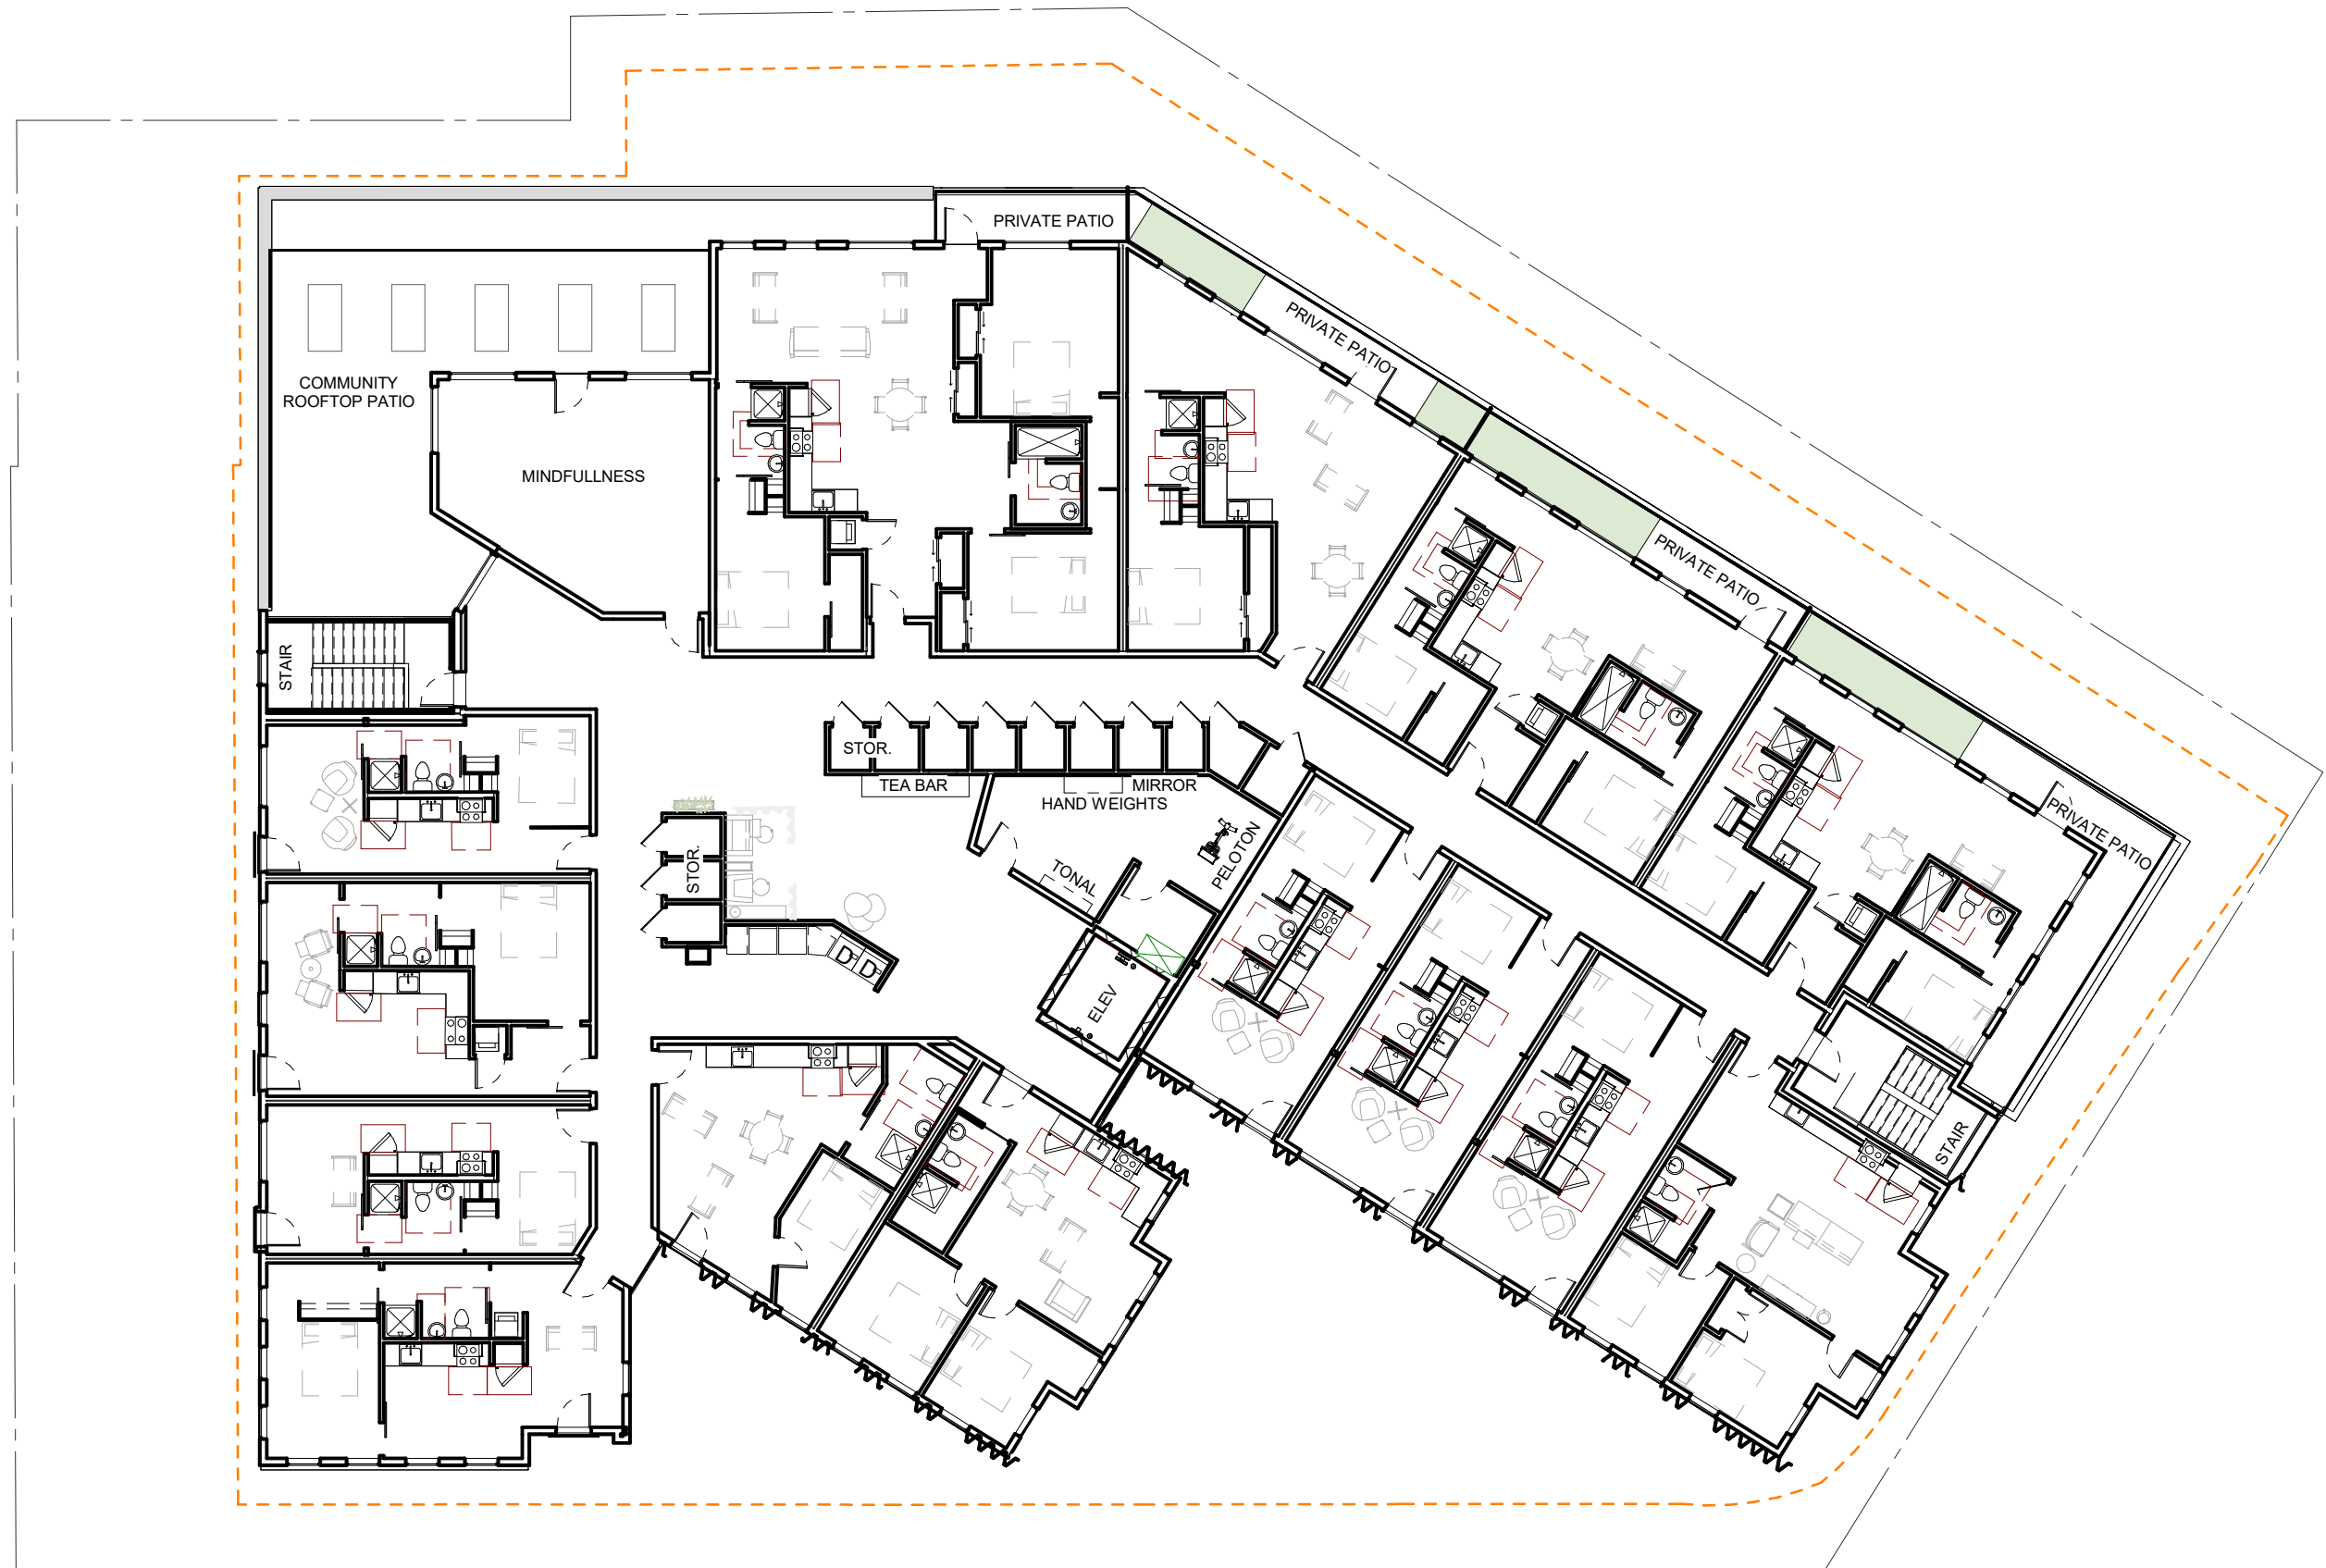 PRIVATE PATIO
PRIVATE PATIO
COMMUNITY
ROOFTOP PATIO
MINDFULLNESS
PRIVATE PATIO
STAIR
STOR.
TEA BAR
MIRROR
HAND WEIGHTS
PRIVATE PATIO
PELOTON
STOR.
TONAL
D
D
ELEV
STAIR